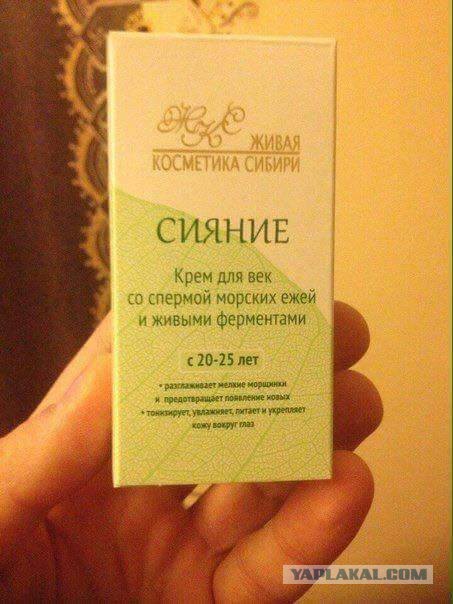 ЖКС
ЖИВАЯ
КОСМЕТИКА СИБИРИ
СИЯНИЕ
Крем для век
со спермой морских ежей
и живыми ферментами
с 20-25 лет
• разглаживает мелкие морщинки
и предотвращает появление новых
• тонизирует, увлажняет, питает и укрепляет
кожу вокруг глаз
YAPLAKAL.COM